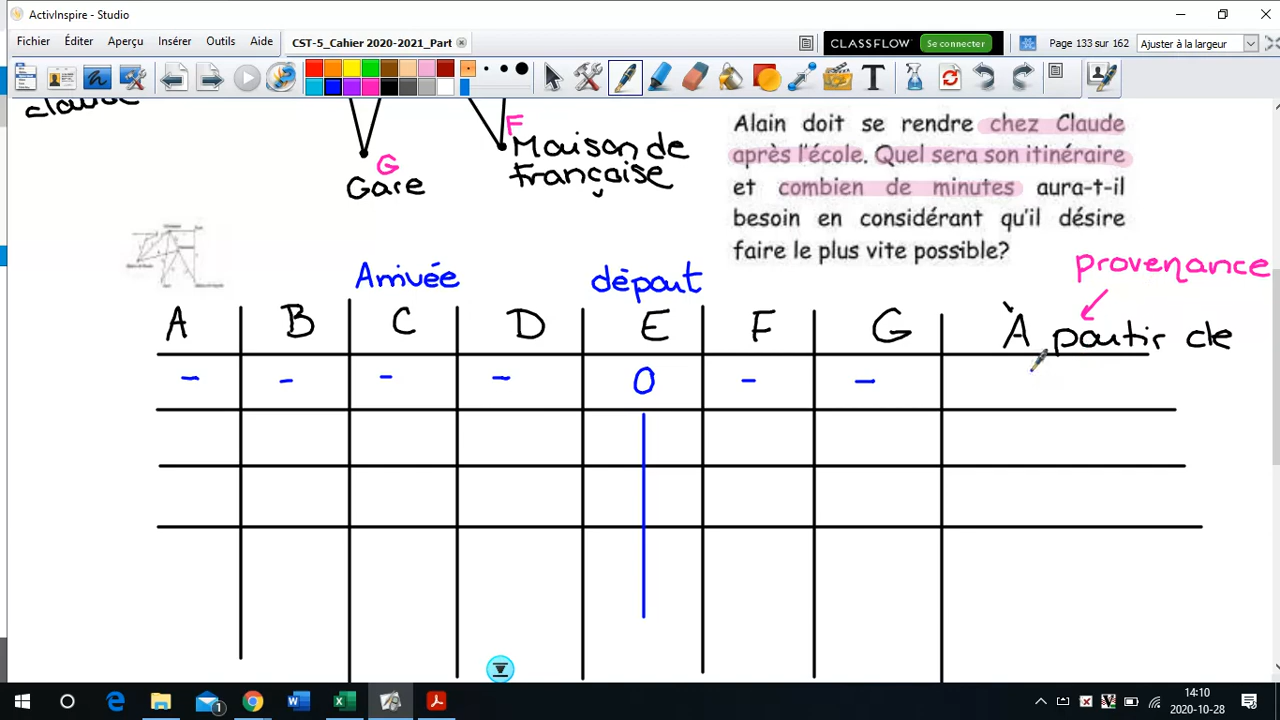 ActivInspire - Studio
Fichier Éditer Aperçu Insérer Outils Aide
CST-5_Cahier 2020-2021_Part
CLASSFLOW Se connecter
Page 133 sur 162 Ajuster à la largeur
claude
G
Gare
F
Maison de
Françoise
Alain doit se rendre chez Claude
après l'école. Quel sera son itinéraire
et combien de minutes aura-t-il
besoin en considérant qu'il désire
faire le plus vite possible?
provenance
Arrivée départ
A B C D E F G À partir de
- - - - 0 - -
14:10
2020-10-28